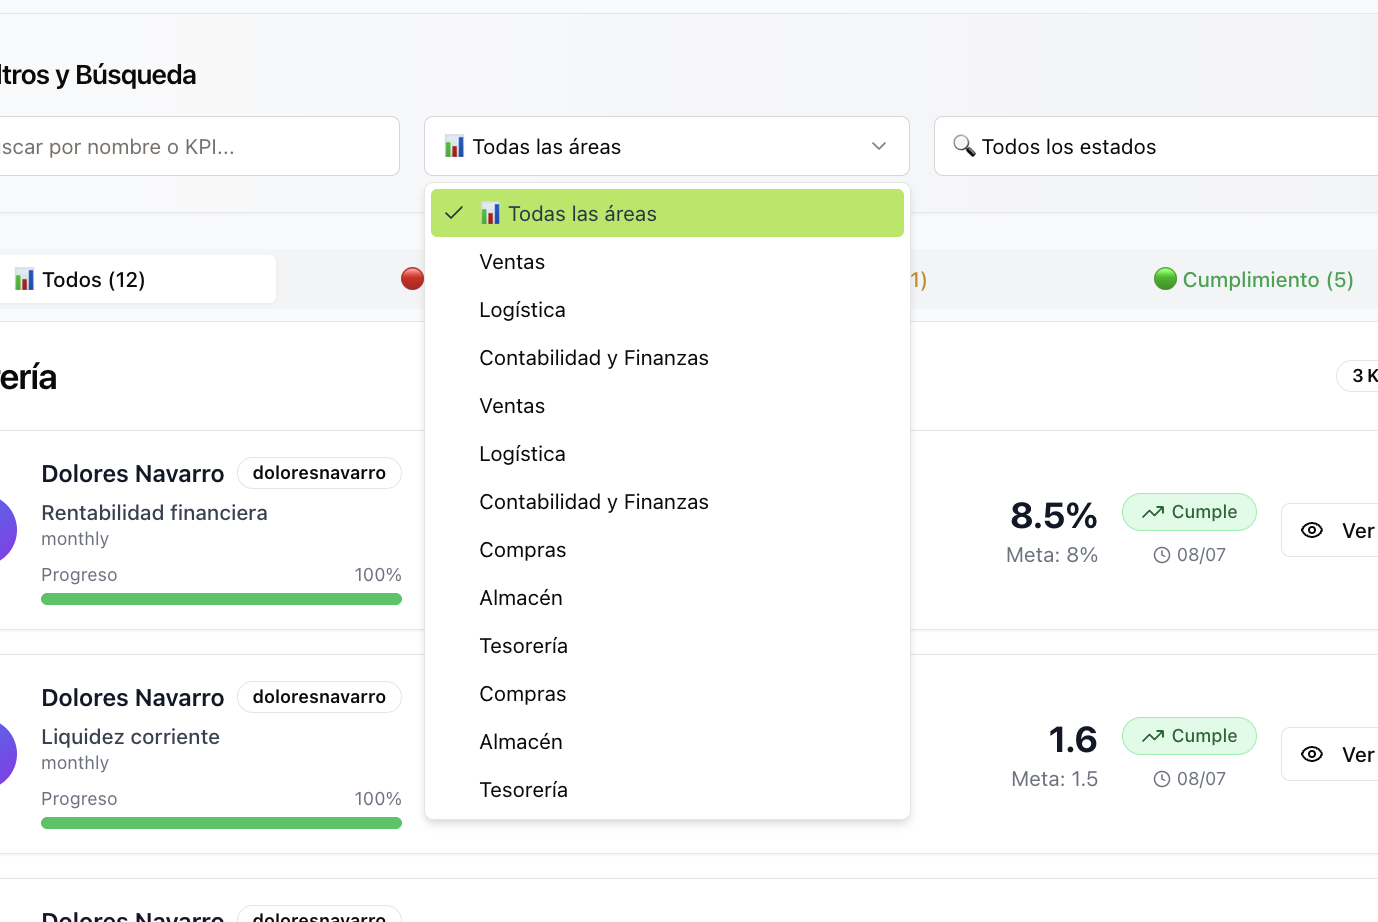 ltros y Búsqueda
scar por nombre o KPI...
Todas las áreas
Todos los estados
Todas las áreas
Ventas
Logística
Contabilidad y Finanzas
Ventas
Logística
Contabilidad y Finanzas
Compras
Almacén
Tesorería
Compras
Almacén
Tesorería
Todos (12)
1)
Cumplimiento (5)
ería
3 K
Dolores Navarro
doloresnavarro
Rentabilidad financiera
monthly
Progreso
100%
8.5%
Meta: 8%
Cumple
08/07
Ver
Dolores Navarro
doloresnavarro
Liquidez corriente
monthly
Progreso
100%
1.6
Meta: 1.5
Cumple
08/07
Ver
Dolores Navarro
doloresnavarro